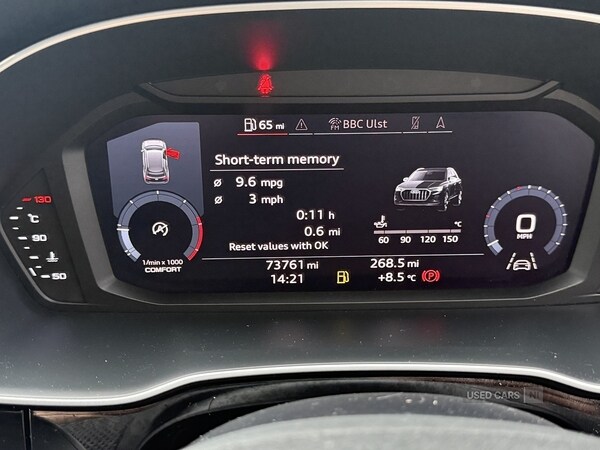 65 mi FM BBC Ulst
Short-term memory
ø 9.6 mpg
ø 3 mph
0:11 h
0.6 mi
Reset values with OK
130
°C
90
50
1/min x 1000
COMFORT
°C
60 90 120 150
0
MPH
73761 mi 268.5 mi
14:21 +8.5 °C (P)
USED CARS NI